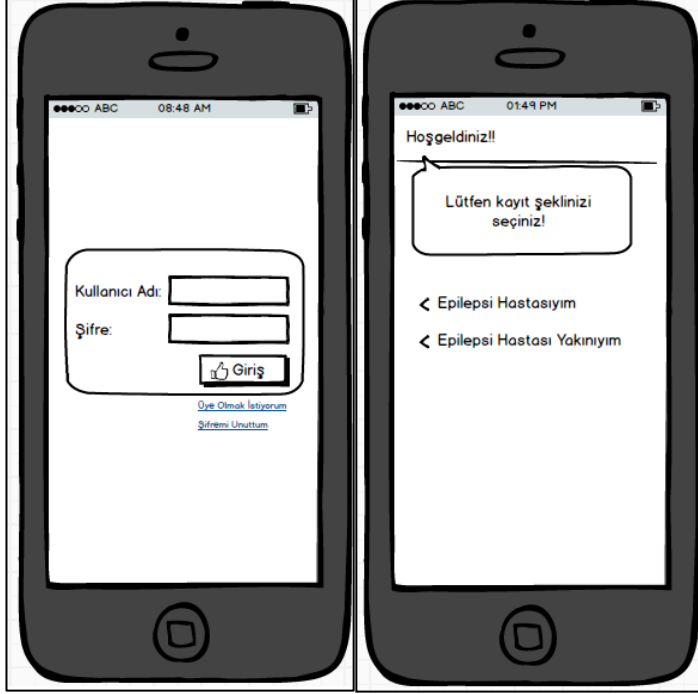 ABC 08:48 AM
Kullanıcı Adı:
Şifre:
Giriş
Üye Olmak İstiyorum
Şifremi Unuttum
ABC 01:49 PM
Hoşgeldiniz!!
Lütfen kayıt şeklinizi
seçiniz!
Epilepsi Hastasıyım
Epilepsi Hastası Yakınıyım